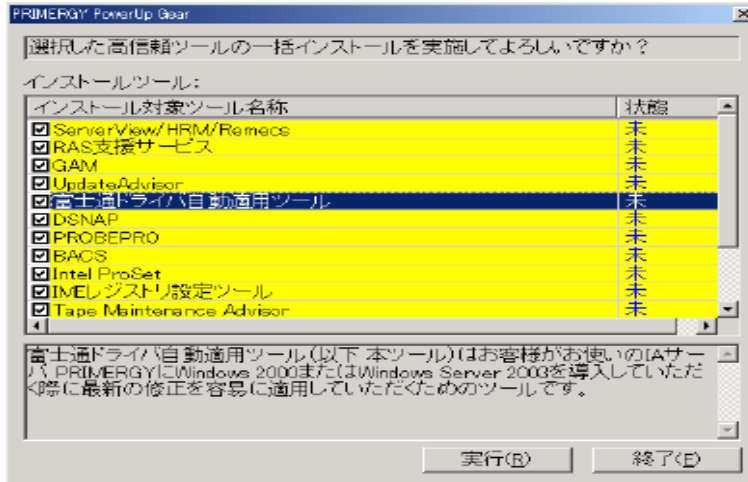 PRIMERGY PowerUp Gear
選択した高信頼ツールの一括インストールを実施してよろしいですか？
インストールツール：
インストール対象ツール名称 状態
ServerView/HRM/Remecs 未
RAS支援サービス 未
GAM 未
UpdateAdvisor 未
富士通ドライバ自動適用ツール 未
DSNAP 未
PROBEPRO 未
BACS 未
Intel ProSet 未
IMEレジストリ設定ツール 未
Tape Maintenance Advisor 未
富士通ドライバ自動適用ツール（以下 本ツール）はお客様がお使いのIAサー
バ PRIMERGYにWindows 2000またはWindows Server 2003を導入していただ
く際に最新の修正を容易に適用していただくためのツールです。
実行(R) 終了(E)